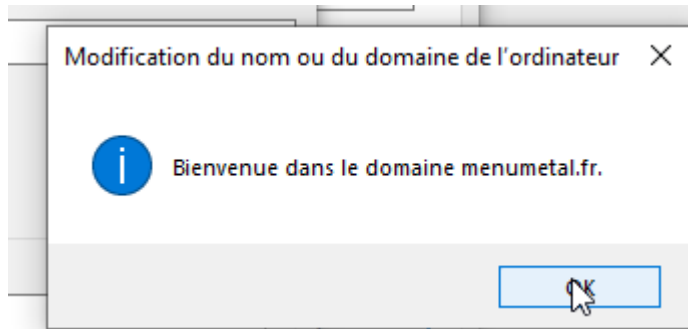 Modification du nom ou du domaine de l'ordinateur
Bienvenue dans le domaine menumetal.fr.
OK